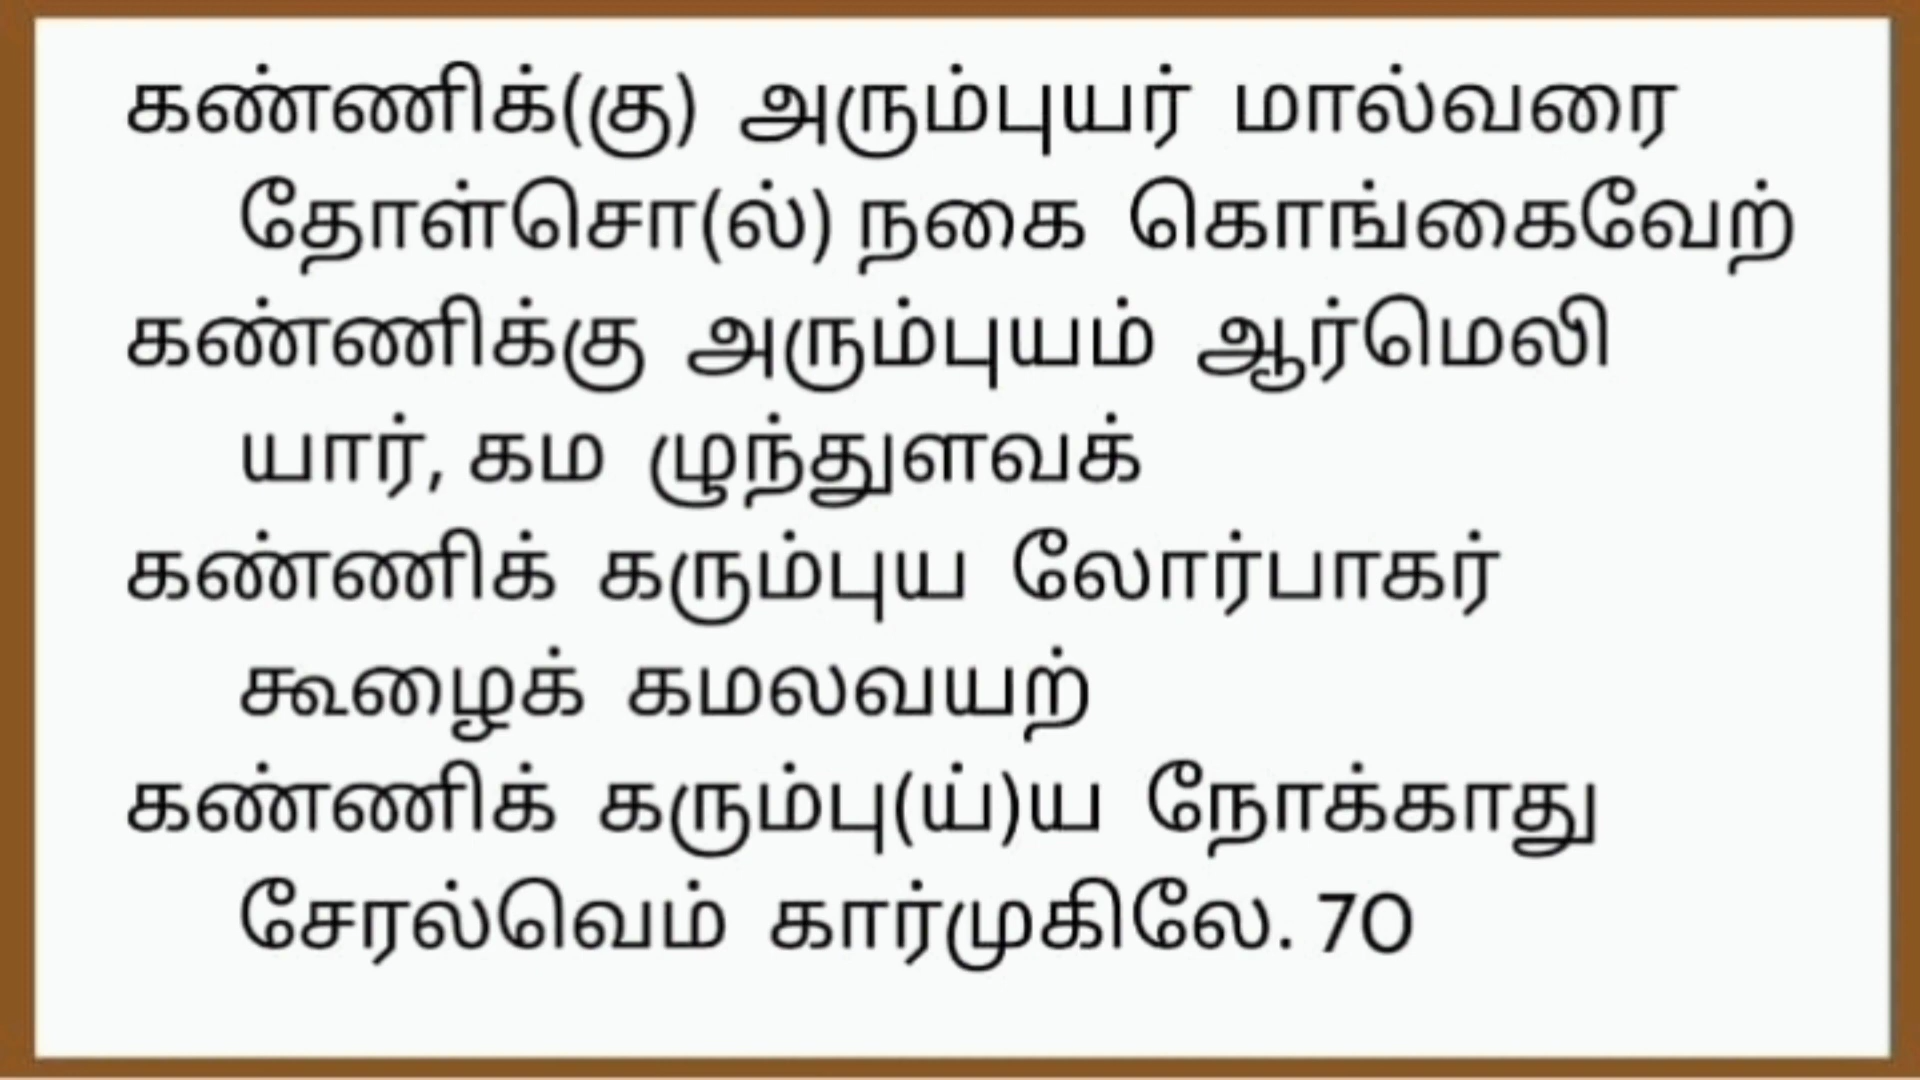 கண்ணிக்(கு) அரும்புயர் மால்வரை
தோள்சொ(ல்) நகை கொங்கைவேற்
கண்ணிக்கு அரும்புயம் ஆர்மெலி
யார், கம ழுந்துளவக்
கண்ணிக் கரும்புய லோர்பாகர்
கூழைக் கமலவயற்
கண்ணிக் கரும்பு(ய்)ய நோக்காது
சேரல்வெம் கார்முகிலே. 70